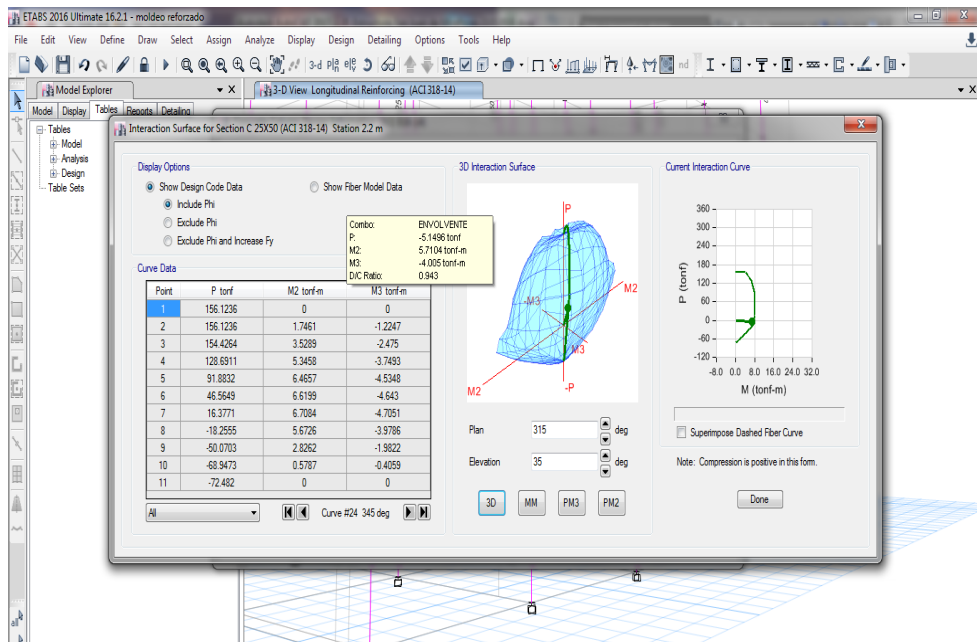 ETABS 2016 Ultimate 16.2.1 - moldeo reforzado
File Edit View Define Draw Select Assign Analyze Display Design Detailing Options Tools Help
3-d nd
Model Explorer
3-D View Longitudinal Reinforcing (ACI 318-14)
Model Display Tables Reports Detailing
Tables
Model
Analysis
Design
Table Sets
Interaction Surface for Section C 25X50 (ACI 318-14) Station 2.2 m
Display Options
Show Design Code Data Show Fiber Model Data
Include Phi
Exclude Phi
Exclude Phi and Increase Fy
Combo: ENVOLVENTE
P: -5.1496 tonf
M2: 5.7104 tonf-m
M3: -4.005 tonf-m
D/C Ratio: 0.943
Curve Data
Point P tonf M2 tonf-m M3 tonf-m
1 156.1236 0 0
2 156.1236 1.7461 -1.2247
3 154.4264 3.5289 -2.475
4 128.6911 5.3458 -3.7493
5 91.8832 6.4657 -4.5348
6 46.5649 6.6199 -4.643
7 16.3771 6.7084 -4.7051
8 -18.2555 5.6726 -3.9786
9 -50.0703 2.8262 -1.9822
10 -68.9473 0.5787 -0.4059
11 -72.482 0 0
All Curve #24 345 deg
3D Interaction Surface
P
M2
-M3
M3
M2
-P
Plan 315 deg
Elevation 35 deg
3D MM PM3 PM2
Current Interaction Curve
360
300
240
180
120
60
0
-60
-120
P (tonf)
-8.0 0.0 8.0 16.0 24.0 32.0
M (tonf-m)
Superimpose Dashed Fiber Curve
Note: Compression is positive in this form.
Done